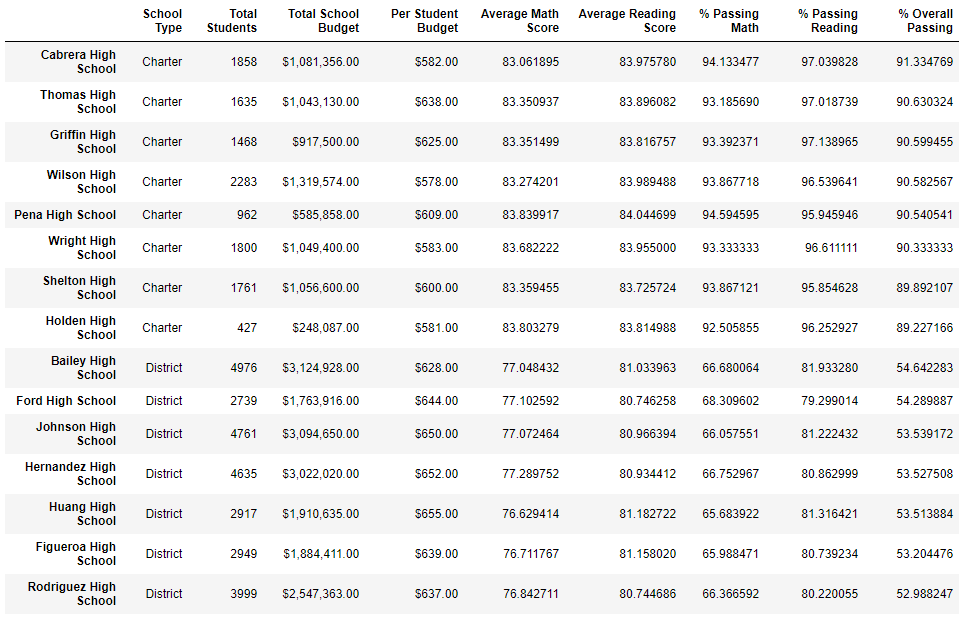 School Type Total Students Total School Budget Per Student Budget Average Math Score Average Reading Score % Passing Math % Passing Reading % Overall Passing
Cabrera High School Charter 1858 $1,081,356.00 $582.00 83.061895 83.975780 94.133477 97.039828 91.334769
Thomas High School Charter 1635 $1,043,130.00 $638.00 83.350937 83.896082 93.185690 97.018739 90.630324
Griffin High School Charter 1468 $917,500.00 $625.00 83.351499 83.816757 93.392371 97.138965 90.599455
Wilson High School Charter 2283 $1,319,574.00 $578.00 83.274201 83.989488 93.867718 96.539641 90.582567
Pena High School Charter 962 $585,858.00 $609.00 83.839917 84.044699 94.594595 95.945946 90.540541
Wright High School Charter 1800 $1,049,400.00 $583.00 83.682222 83.955000 93.333333 96.611111 90.333333
Shelton High School Charter 1761 $1,056,600.00 $600.00 83.359455 83.725724 93.867121 95.854628 89.892107
Holden High School Charter 427 $248,087.00 $581.00 83.803279 83.814988 92.505855 96.252927 89.227166
Bailey High School District 4976 $3,124,928.00 $628.00 77.048432 81.033963 66.680064 81.933280 54.642283
Ford High School District 2739 $1,763,916.00 $644.00 77.102592 80.746258 68.309602 79.299014 54.289887
Johnson High School District 4761 $3,094,650.00 $650.00 77.072464 80.966394 66.057551 81.222432 53.539172
Hernandez High School District 4635 $3,022,020.00 $652.00 77.289752 80.934412 66.752967 80.862999 53.527508
Huang High School District 2917 $1,910,635.00 $655.00 76.629414 81.182722 65.683922 81.316421 53.513884
Figueroa High School District 2949 $1,884,411.00 $639.00 76.711767 81.158020 65.988471 80.739234 53.204476
Rodriguez High School District 3999 $2,547,363.00 $637.00 76.842711 80.744686 66.366592 80.220055 52.988247